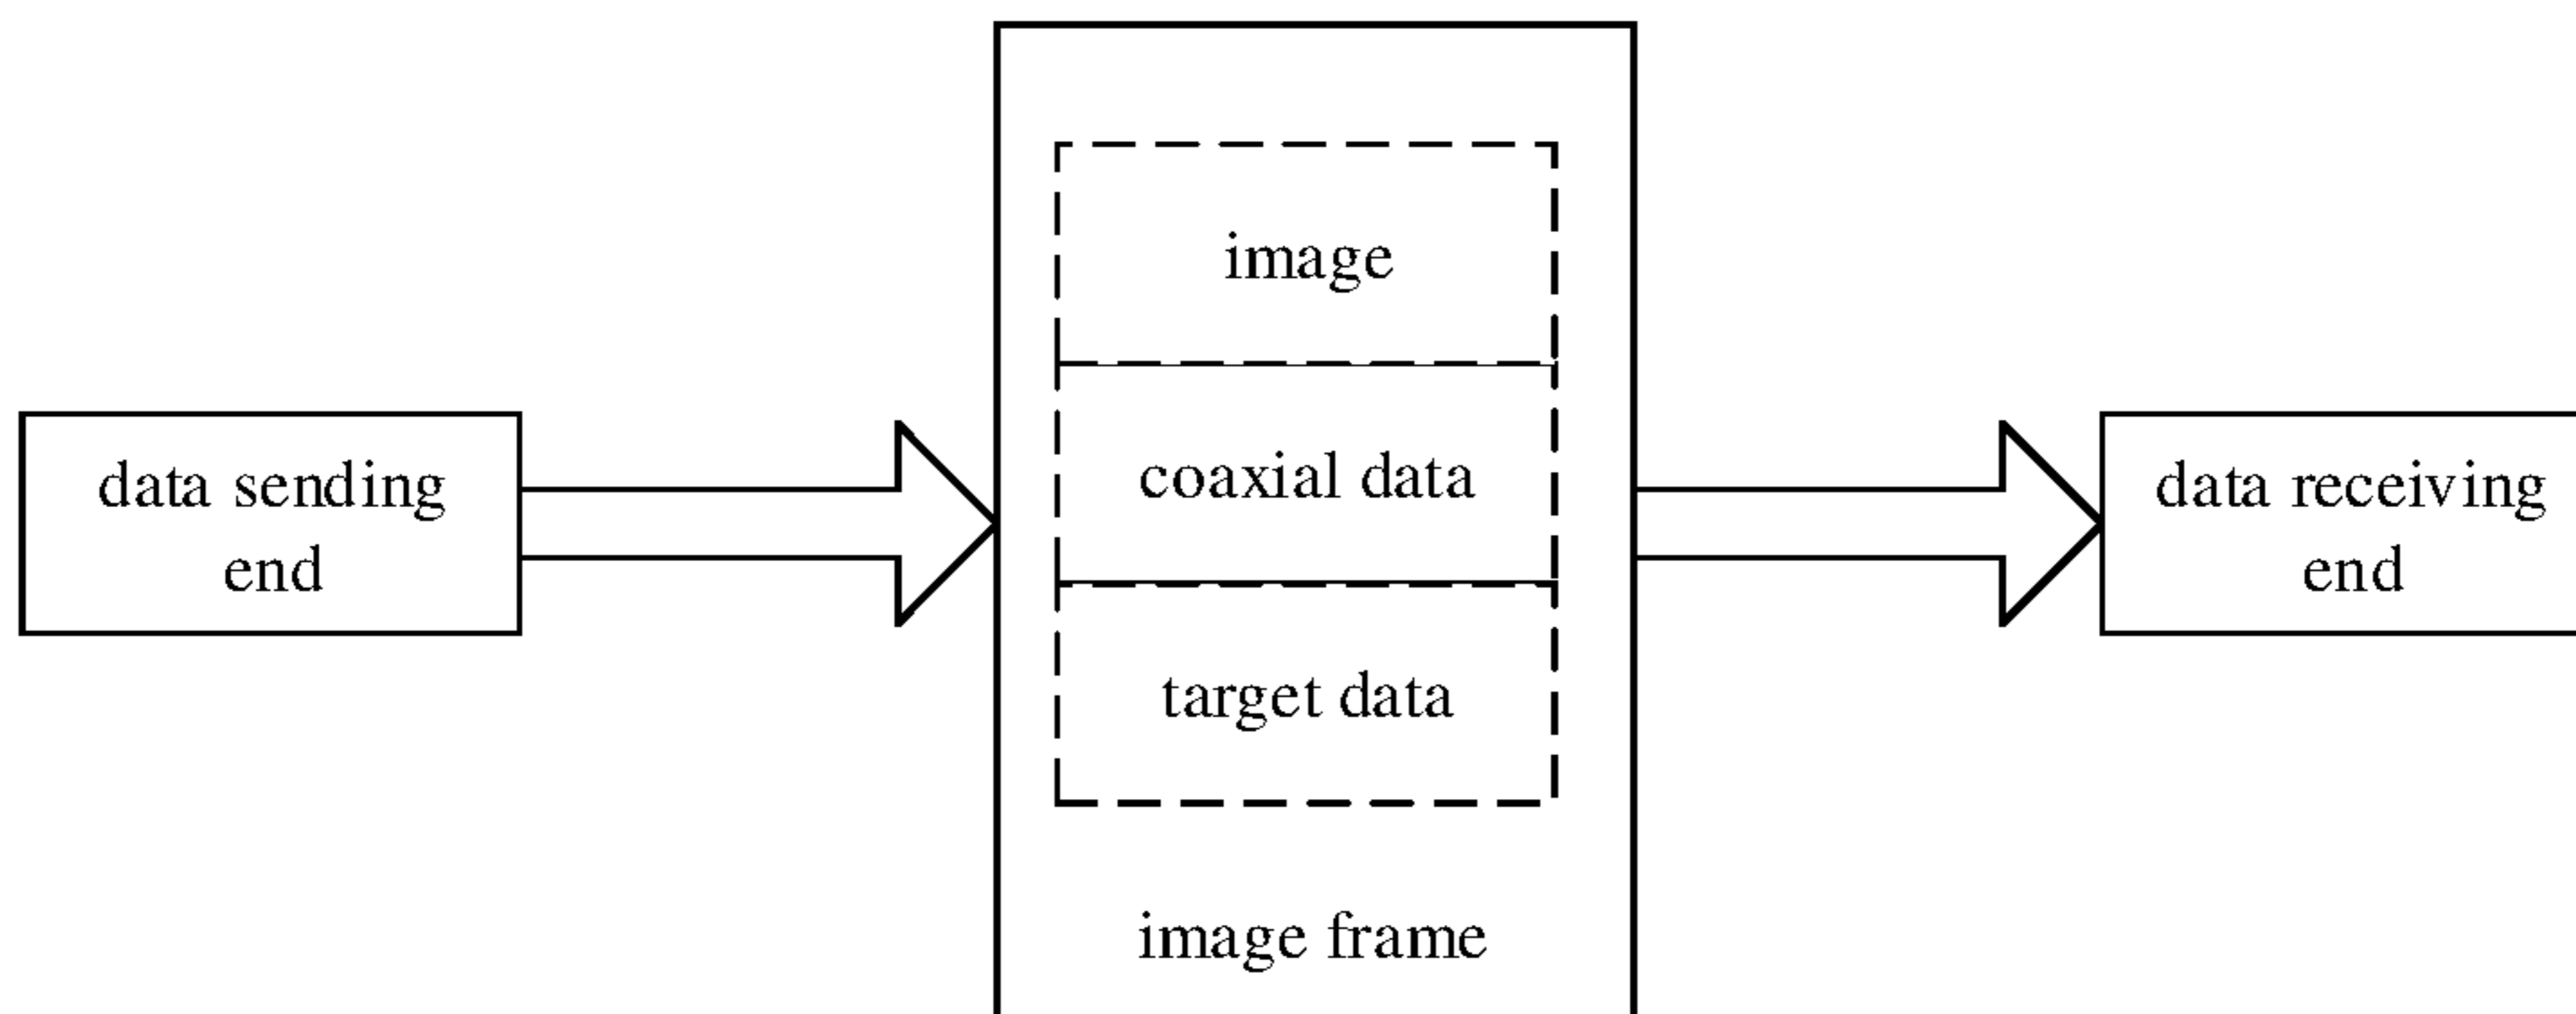 data sending
end
image
coaxial data
target data
image frame
data receiving
end